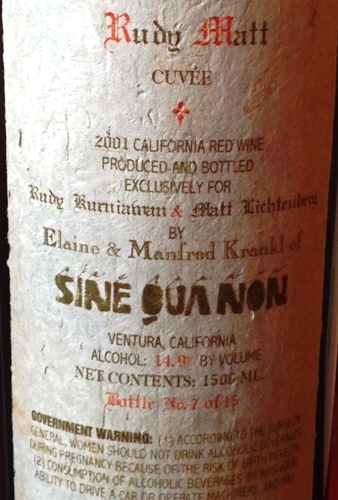 Rudy Matt
CUVÉE
2001 CALIFORNIA RED WINE
PRODUCED AND BOTTLED
EXCLUSIVELY FOR
Rudy Kurniawan & Matt Lichtenberg
BY
Elaine & Manfred Krankl of
SINE QUA NON
VENTURA, CALIFORNIA
ALCOHOL: 14.9% BY VOLUME
NET CONTENTS: 1500 ML.
Bottle No. 7 of 15
GOVERNMENT WARNING: (1) ACCORDING TO THE SURGEON
GENERAL, WOMEN SHOULD NOT DRINK ALCOHOLIC BEVERAGES
DURING PREGNANCY BECAUSE OF THE RISK OF BIRTH DEFECTS.
(2) CONSUMPTION OF ALCOHOLIC BEVERAGES IMPAIRS YOUR
ABILITY TO DRIVE A CAR OR OPERATE MACHINERY, AND MAY